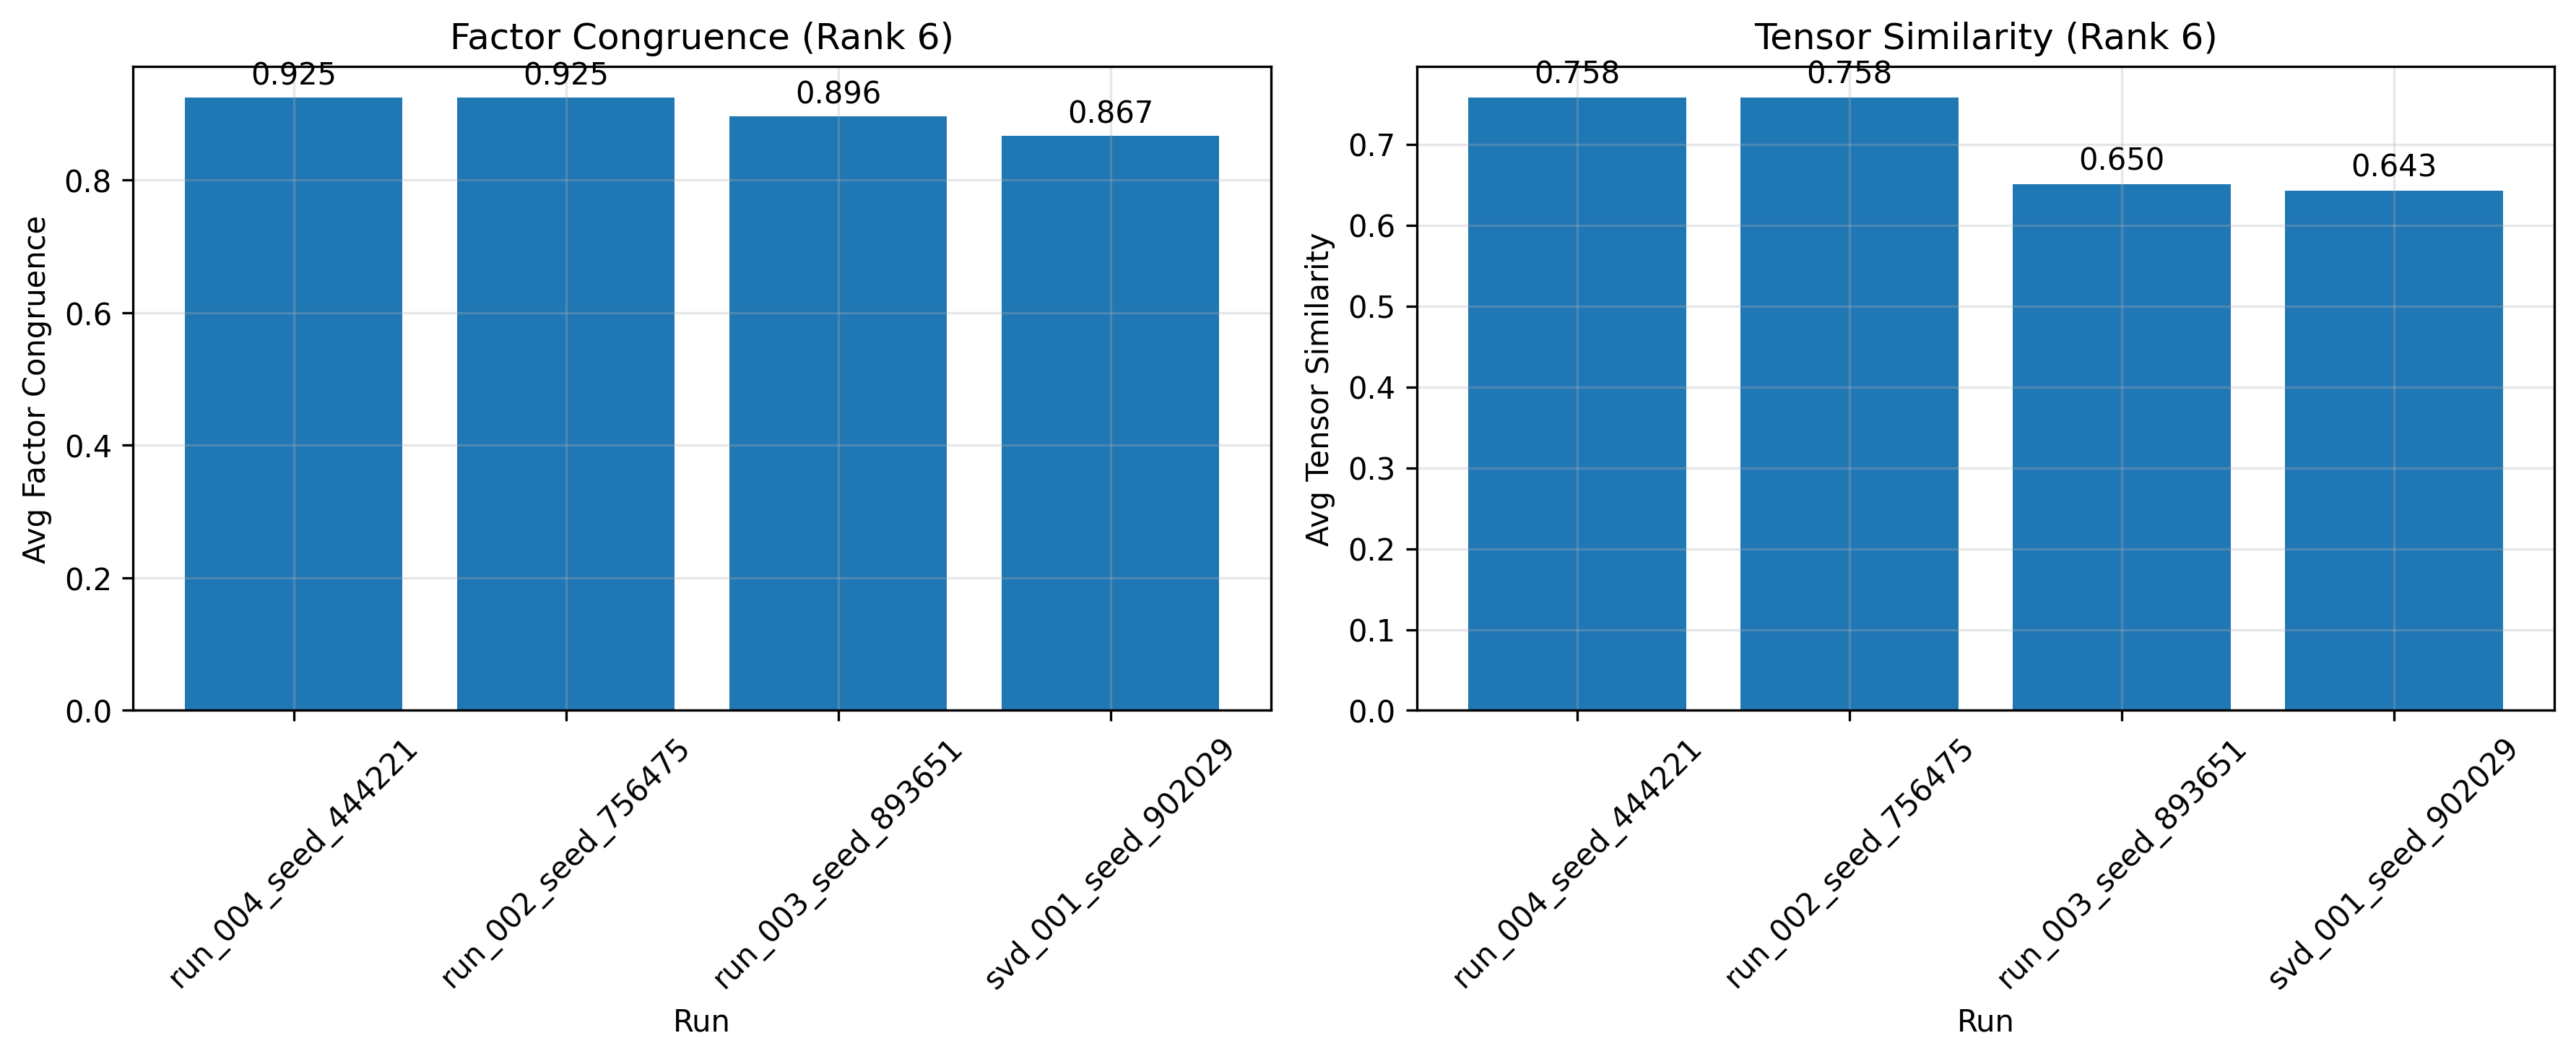 Factor Congruence (Rank 6)
Avg Factor Congruence
0.8
0.6
0.4
0.2
0.0
0.925
0.925
0.896
0.867
run_004_seed_444221
run_002_seed_756475
run_003_seed_893651
svd_001_seed_902029
Run
Tensor Similarity (Rank 6)
Avg Tensor Similarity
0.7
0.6
0.5
0.4
0.3
0.2
0.1
0.0
0.758
0.758
0.650
0.643
run_004_seed_444221
run_002_seed_756475
run_003_seed_893651
svd_001_seed_902029
Run